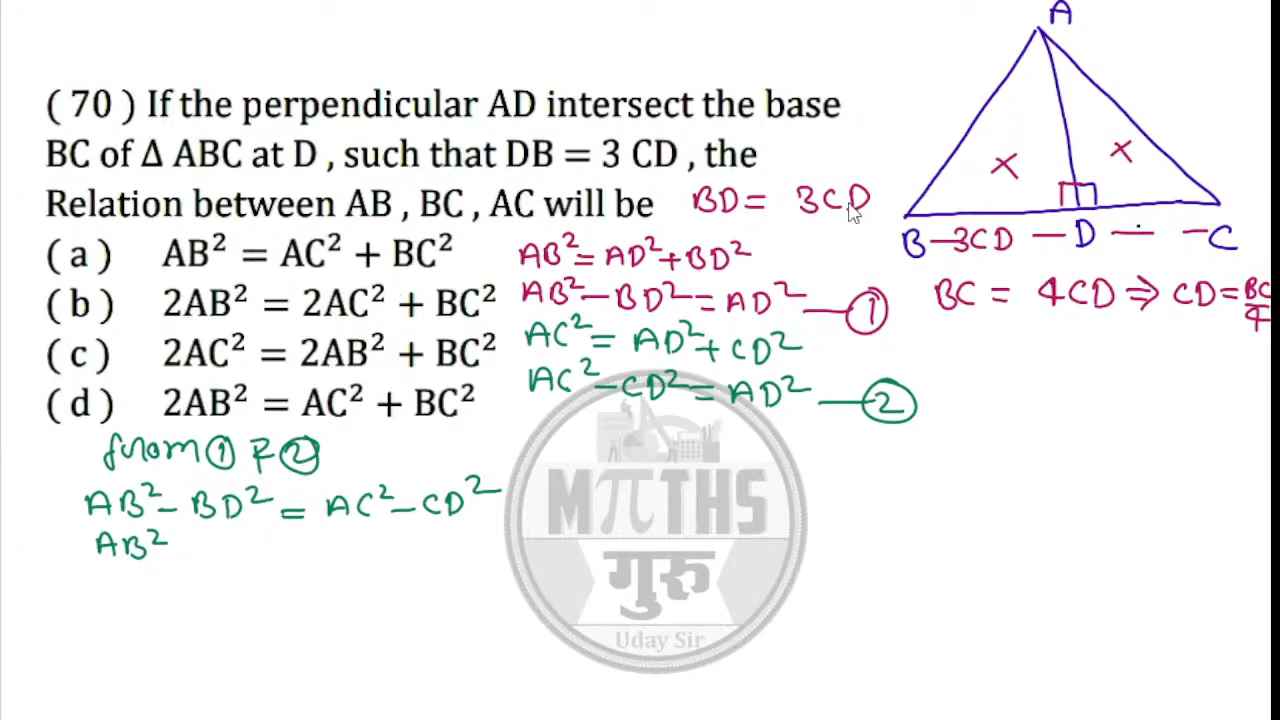 ( 70 ) If the perpendicular AD intersect the base
BC of Δ ABC at D , such that DB = 3 CD , the
Relation between AB , BC , AC will be
( a ) AB² = AC² + BC²
( b ) 2AB² = 2AC² + BC²
( c ) 2AC² = 2AB² + BC²
( d ) 2AB² = AC² + BC²
BD = 3CD
AB² = AD² + BD²
AB² - BD² = AD² — ①
AC² = AD² + CD²
AC² - CD² = AD² — ②
from ① & ②
AB² - BD² = AC² - CD²
AB²
A
x x
B - 3CD - D - - C
BC = 4CD ⇒ CD = BC/4
MπTHS
गुरु
Uday Sir